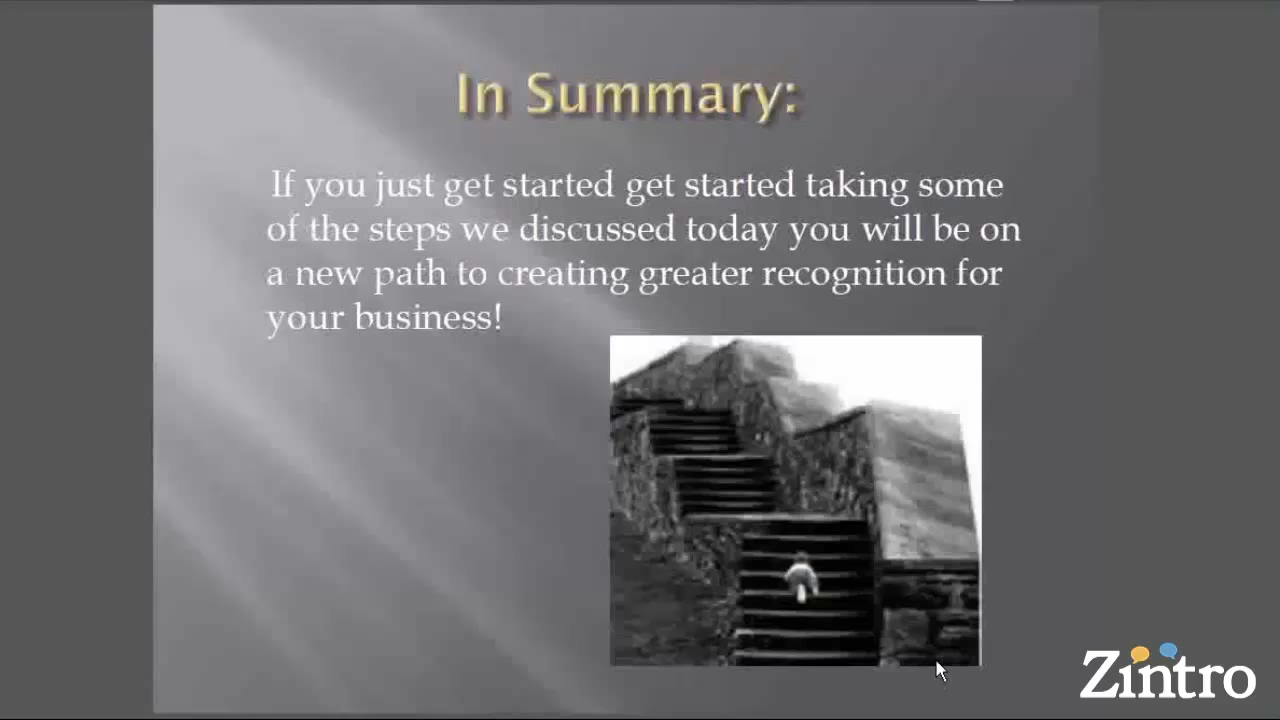 In Summary:
If you just get started get started taking some
of the steps we discussed today you will be on
a new path to creating greater recognition for
your business!
Zintro